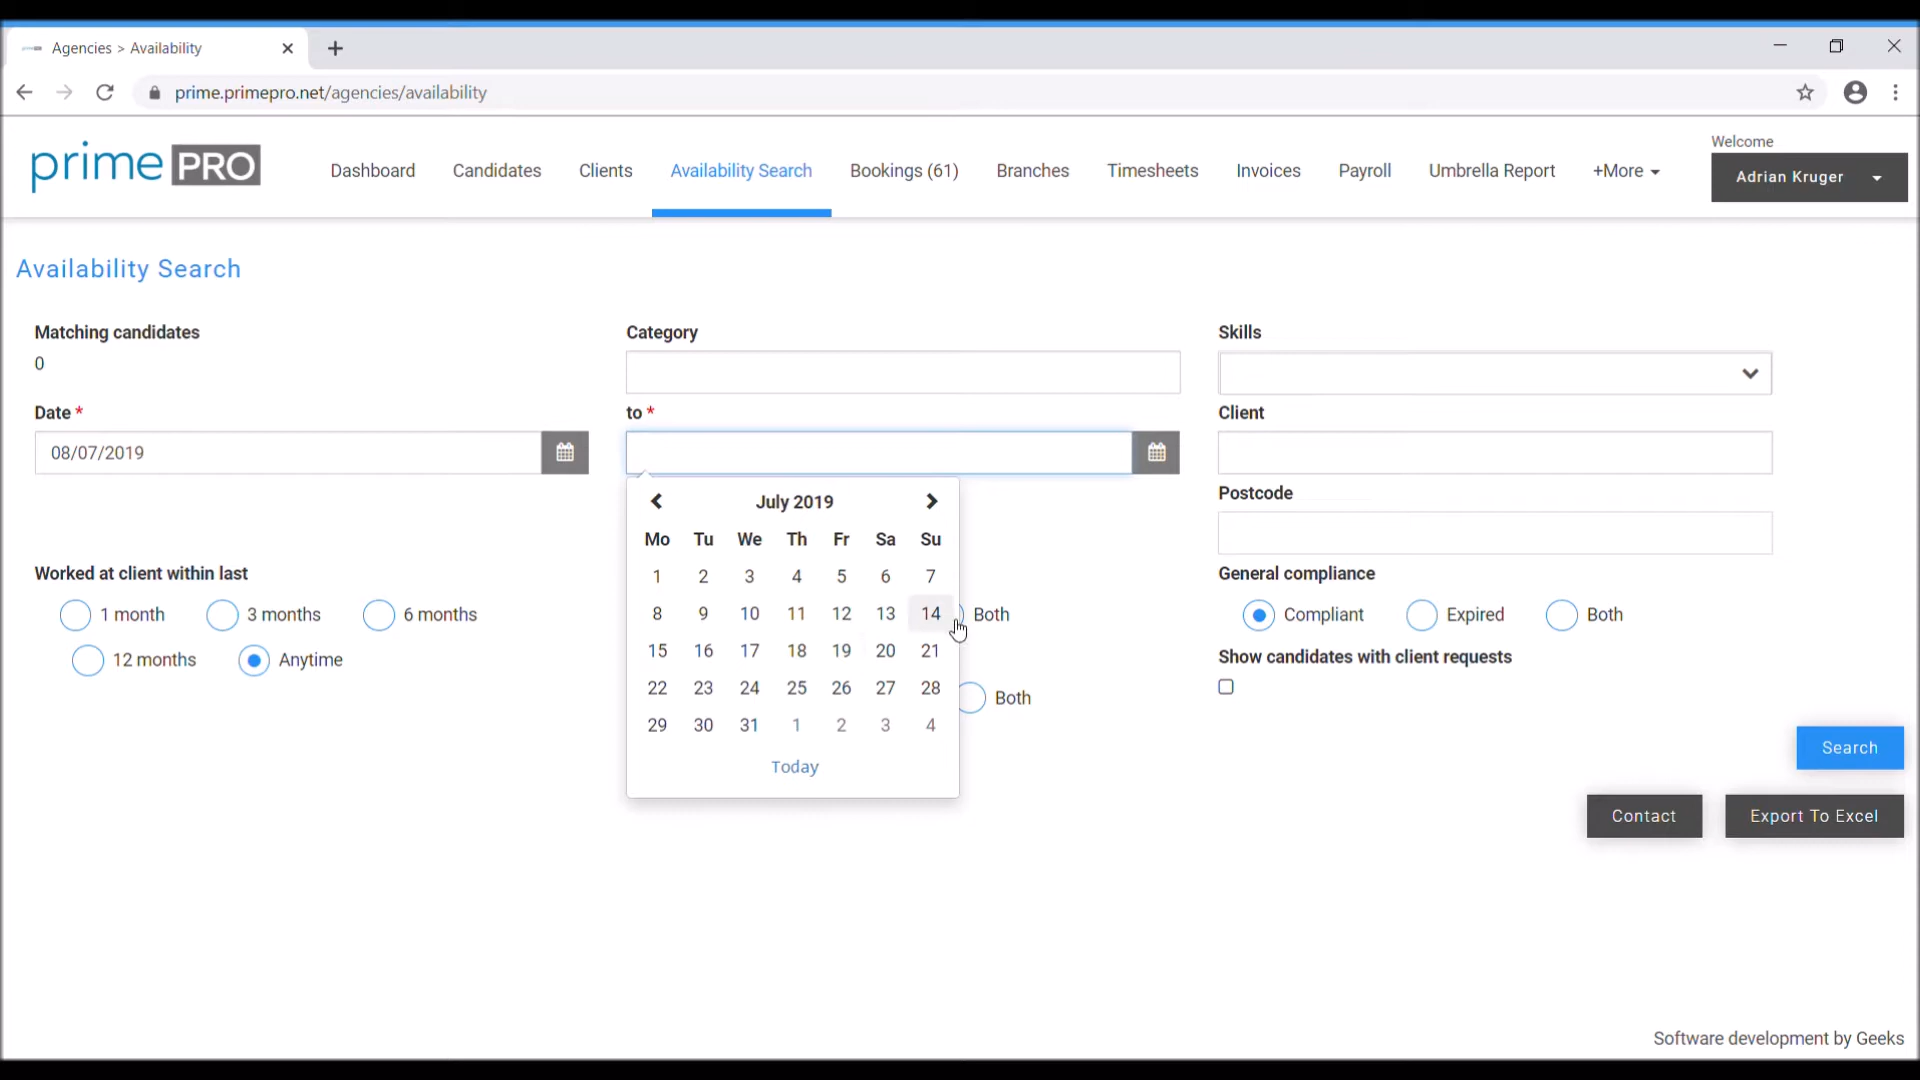 Agencies > Availability
prime.primepro.net/agencies/availability
prime PRO
Dashboard
Candidates
Clients
Availability Search
Bookings (61)
Branches
Timesheets
Invoices
Payroll
Umbrella Report
+More
Welcome
Adrian Kruger
Availability Search
Matching candidates
0
Category
Skills
Date *
08/07/2019
to *
Client
Postcode
July 2019
Mo Tu We Th Fr Sa Su
1 2 3 4 5 6 7
8 9 10 11 12 13 14
15 16 17 18 19 20 21
22 23 24 25 26 27 28
29 30 31 1 2 3 4
Today
Worked at client within last
1 month 3 months 6 months
12 months Anytime
Both
Both
General compliance
Compliant Expired Both
Show candidates with client requests
Search
Contact
Export To Excel
Software development by Geeks